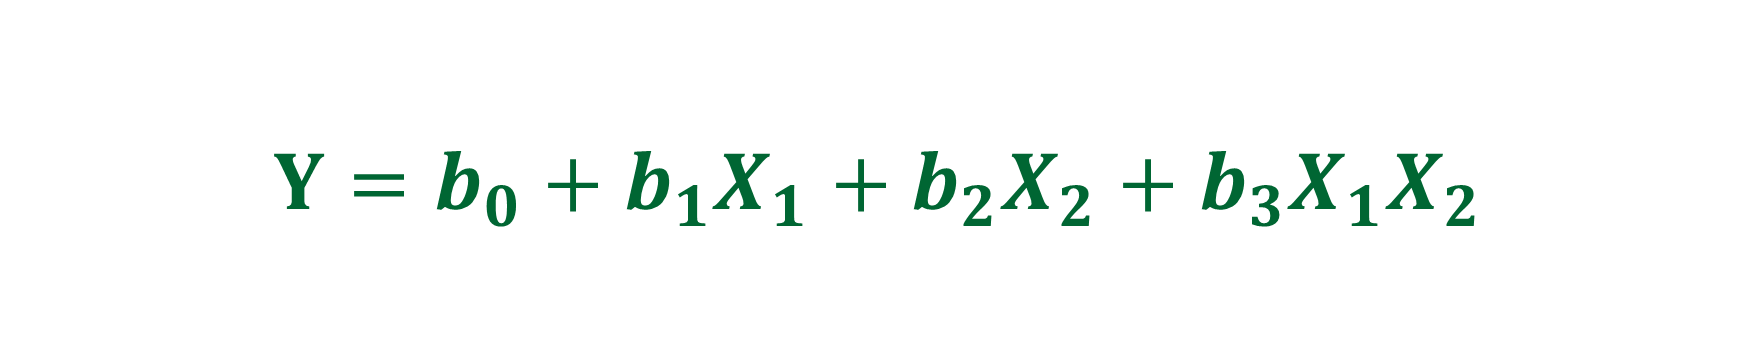 Y = b₀ + b₁X₁ + b₂X₂ + b₃X₁X₂